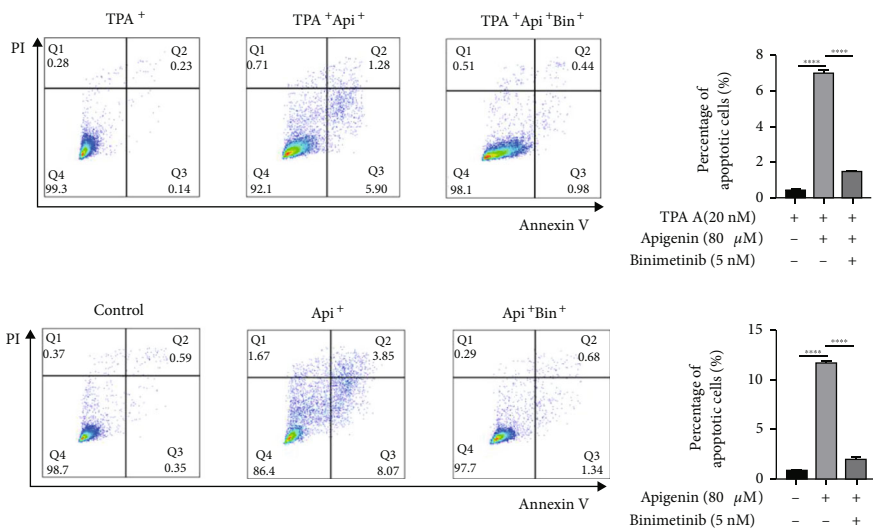 TPA +
TPA +Api+
TPA +Api+Bin+
PI
Q1
0.28
Q2
0.23
Q4
99.3
Q3
0.14
Q1
0.71
Q2
1.28
Q4
92.1
Q3
5.90
Q1
0.51
Q2
0.44
Q4
98.1
Q3
0.98
Annexin V
Percentage of
apoptotic cells (%)
8
6
4
2
0
****
****
TPA A(20 nM) + + +
Apigenin (80 μM) – + +
Binimetinib (5 nM) – – +
Control
Api+
Api+Bin+
PI
Q1
0.37
Q2
0.59
Q4
98.7
Q3
0.35
Q1
1.67
Q2
3.85
Q4
86.4
Q3
8.07
Q1
0.29
Q2
0.68
Q4
97.7
Q3
1.34
Annexin V
Percentage of
apoptotic cells (%)
15
10
5
0
****
****
Apigenin (80 μM) – + +
Binimetinib (5 nM) – – +